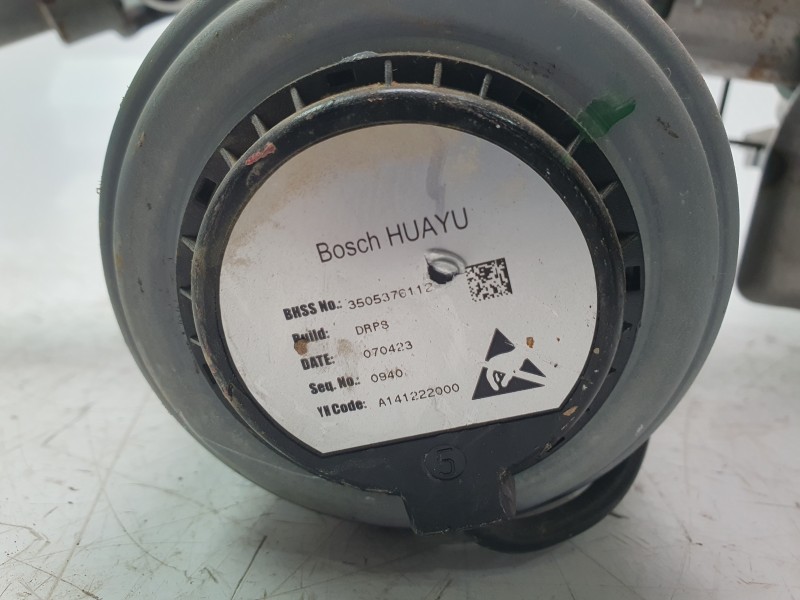 Bosch HUAYU
BHSS No.: 3505376112
Build: DRPS
DATE: 070423
Seq. No.: 0940
YH Code: A141222000
5